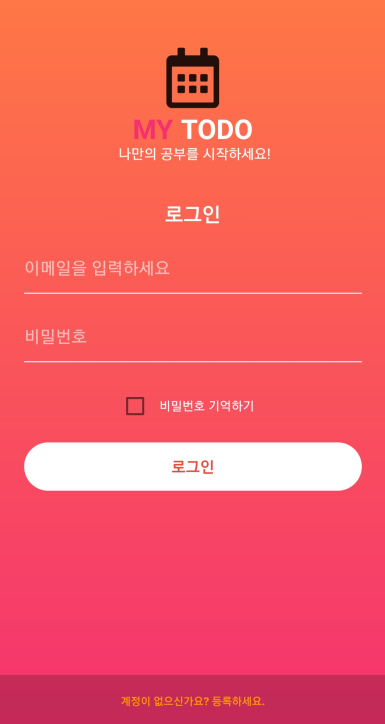 MY TODO
나만의 공부를 시작하세요!
로그인
이메일을 입력하세요
비밀번호
비밀번호 기억하기
로그인
계정이 없으신가요? 등록하세요.